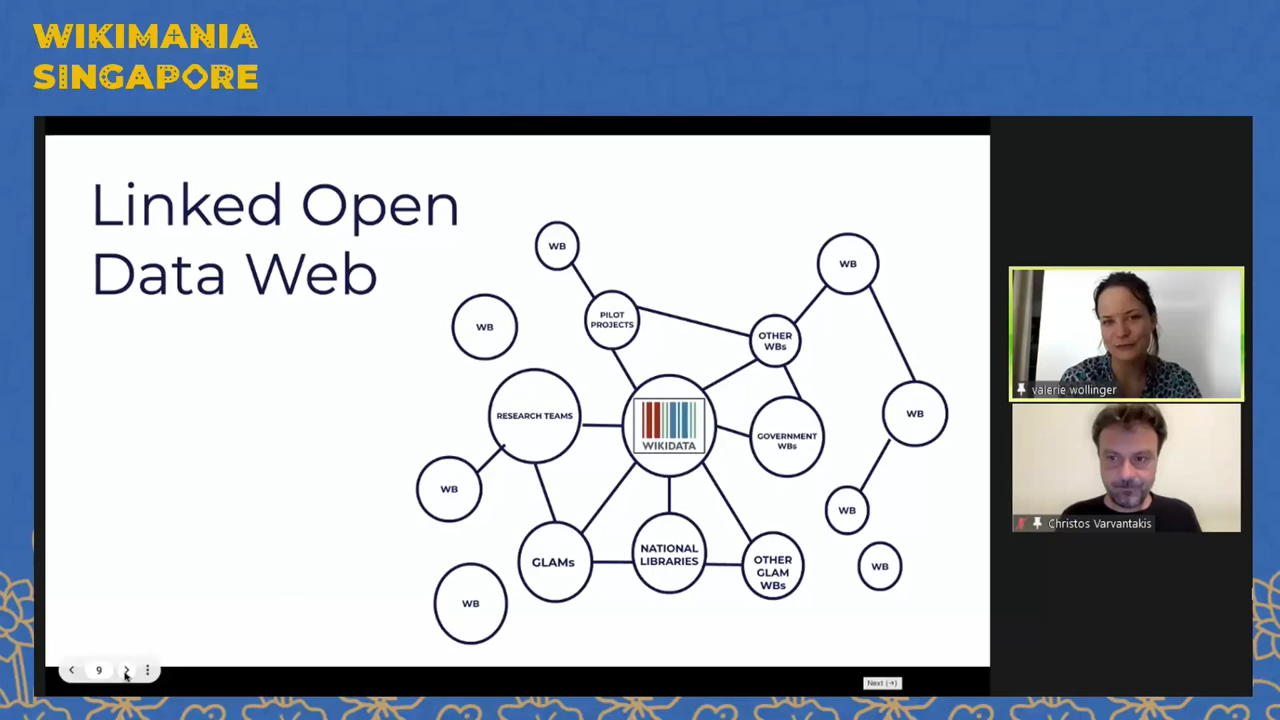 WIKIMANIA
SINGAPORE
Linked Open
Data Web
WB
WB
PILOT
PROJECTS
OTHER
WBs
WB
RESEARCH TEAMS
WIKIDATA
GOVERNMENT
WBs
WB
WB
WB
GLAMs
NATIONAL
LIBRARIES
OTHER
GLAM
WBs
WB
WB
9
Next (→)
valerie wollinger
Christos Varvantakis